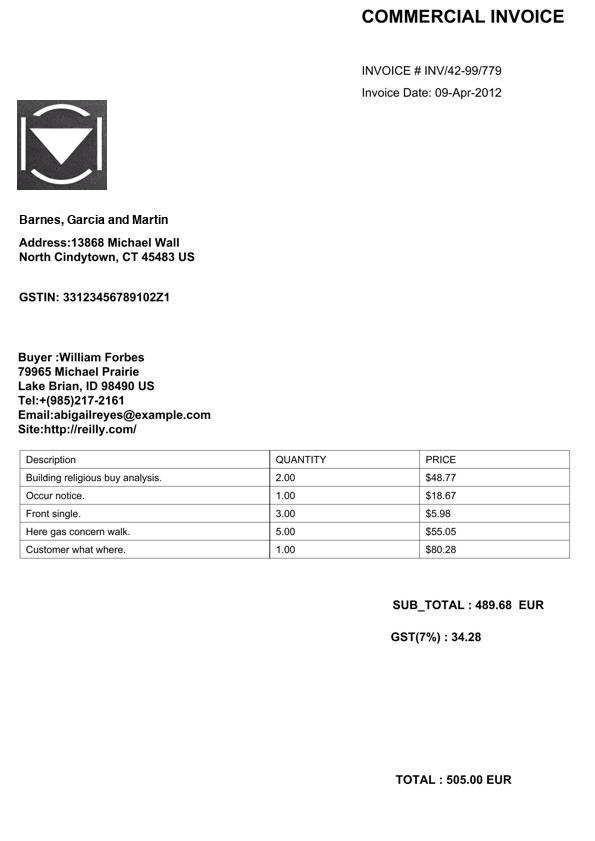 COMMERCIAL INVOICE
INVOICE # INV/42-99/779
Invoice Date: 09-Apr-2012
Barnes, Garcia and Martin
Address:13868 Michael Wall
North Cindytown, CT 45483 US
GSTIN: 33123456789102Z1
Buyer :William Forbes
79965 Michael Prairie
Lake Brian, ID 98490 US
Tel:+(985)217-2161
Email:abigailreyes@example.com
Site:http://reilly.com/
Description QUANTITY PRICE
Building religious buy analysis. 2.00 $48.77
Occur notice. 1.00 $18.67
Front single. 3.00 $5.98
Here gas concern walk. 5.00 $55.05
Customer what where. 1.00 $80.28
SUB_TOTAL : 489.68  EUR
GST(7%) : 34.28
TOTAL : 505.00 EUR